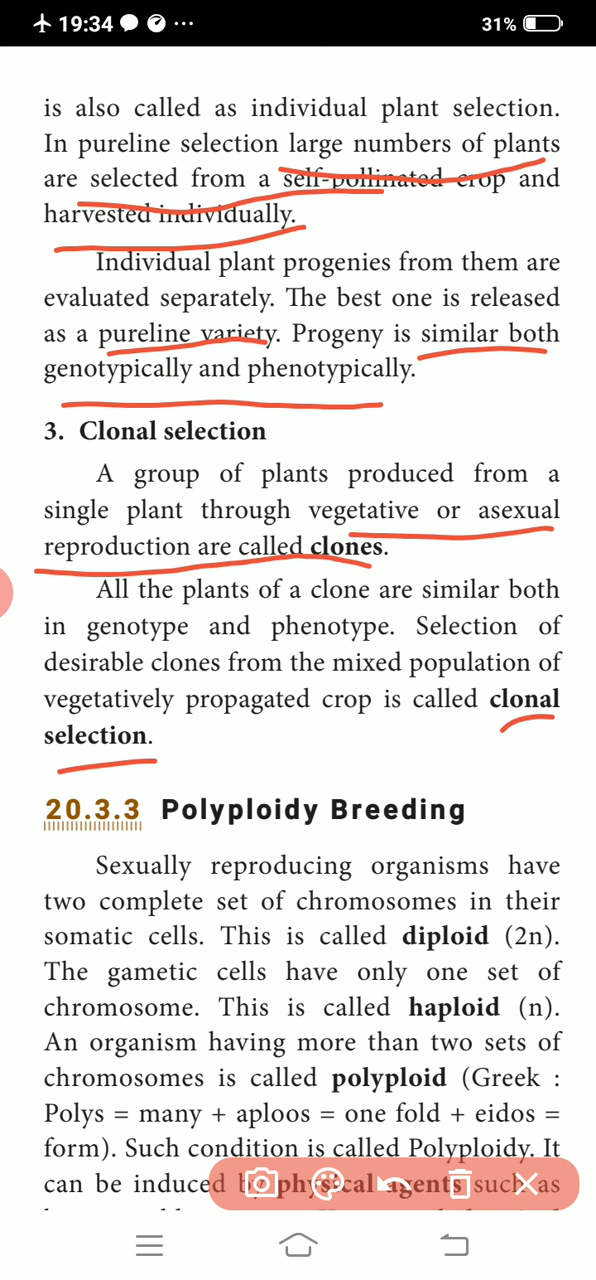 19:34
31%
is also called as individual plant selection.
In pureline selection large numbers of plants
are selected from a self-pollinated crop and
harvested individually.
Individual plant progenies from them are
evaluated separately. The best one is released
as a pureline variety. Progeny is similar both
genotypically and phenotypically.
3. Clonal selection
A group of plants produced from a
single plant through vegetative or asexual
reproduction are called clones.
All the plants of a clone are similar both
in genotype and phenotype. Selection of
desirable clones from the mixed population of
vegetatively propagated crop is called clonal
selection.
20.3.3 Polyploidy Breeding
Sexually reproducing organisms have
two complete set of chromosomes in their
somatic cells. This is called diploid (2n).
The gametic cells have only one set of
chromosome. This is called haploid (n).
An organism having more than two sets of
chromosomes is called polyploid (Greek :
Polys = many + aploos = one fold + eidos =
form). Such condition is called Polyploidy. It
can be induced by physical agents such as